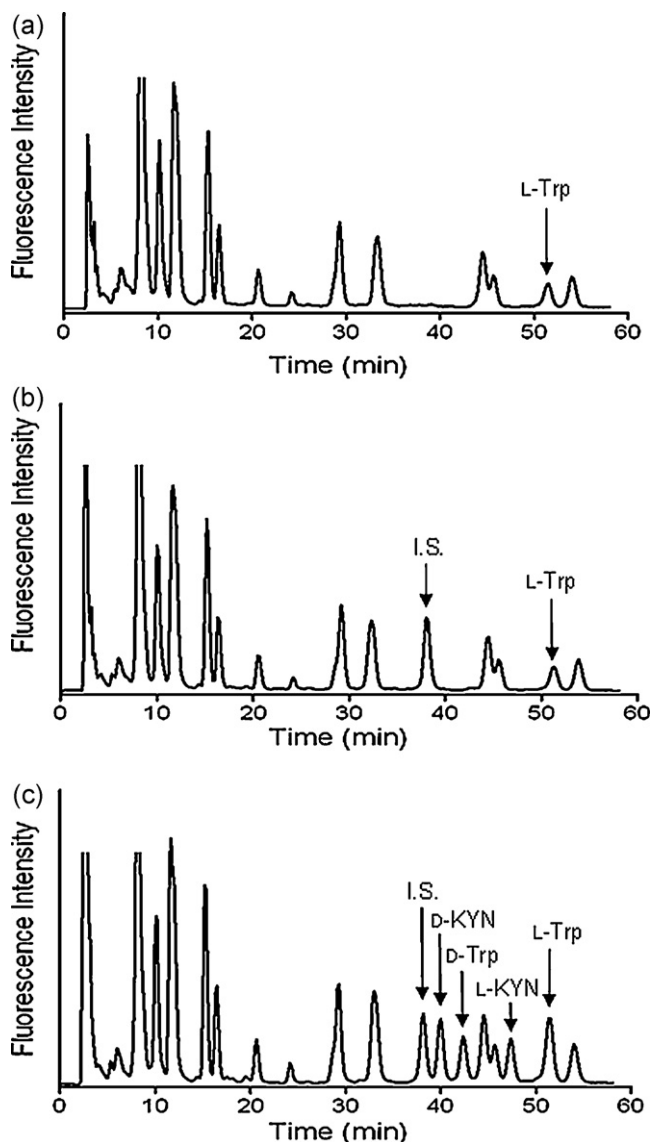 (a)
Fluorescence Intensity
L-Trp
0 10 20 30 40 50 60
Time (min)
(b)
Fluorescence Intensity
I.S.
L-Trp
0 10 20 30 40 50 60
Time (min)
(c)
Fluorescence Intensity
I.S.
D-KYN
D-Trp
L-KYN
L-Trp
0 10 20 30 40 50 60
Time (min)